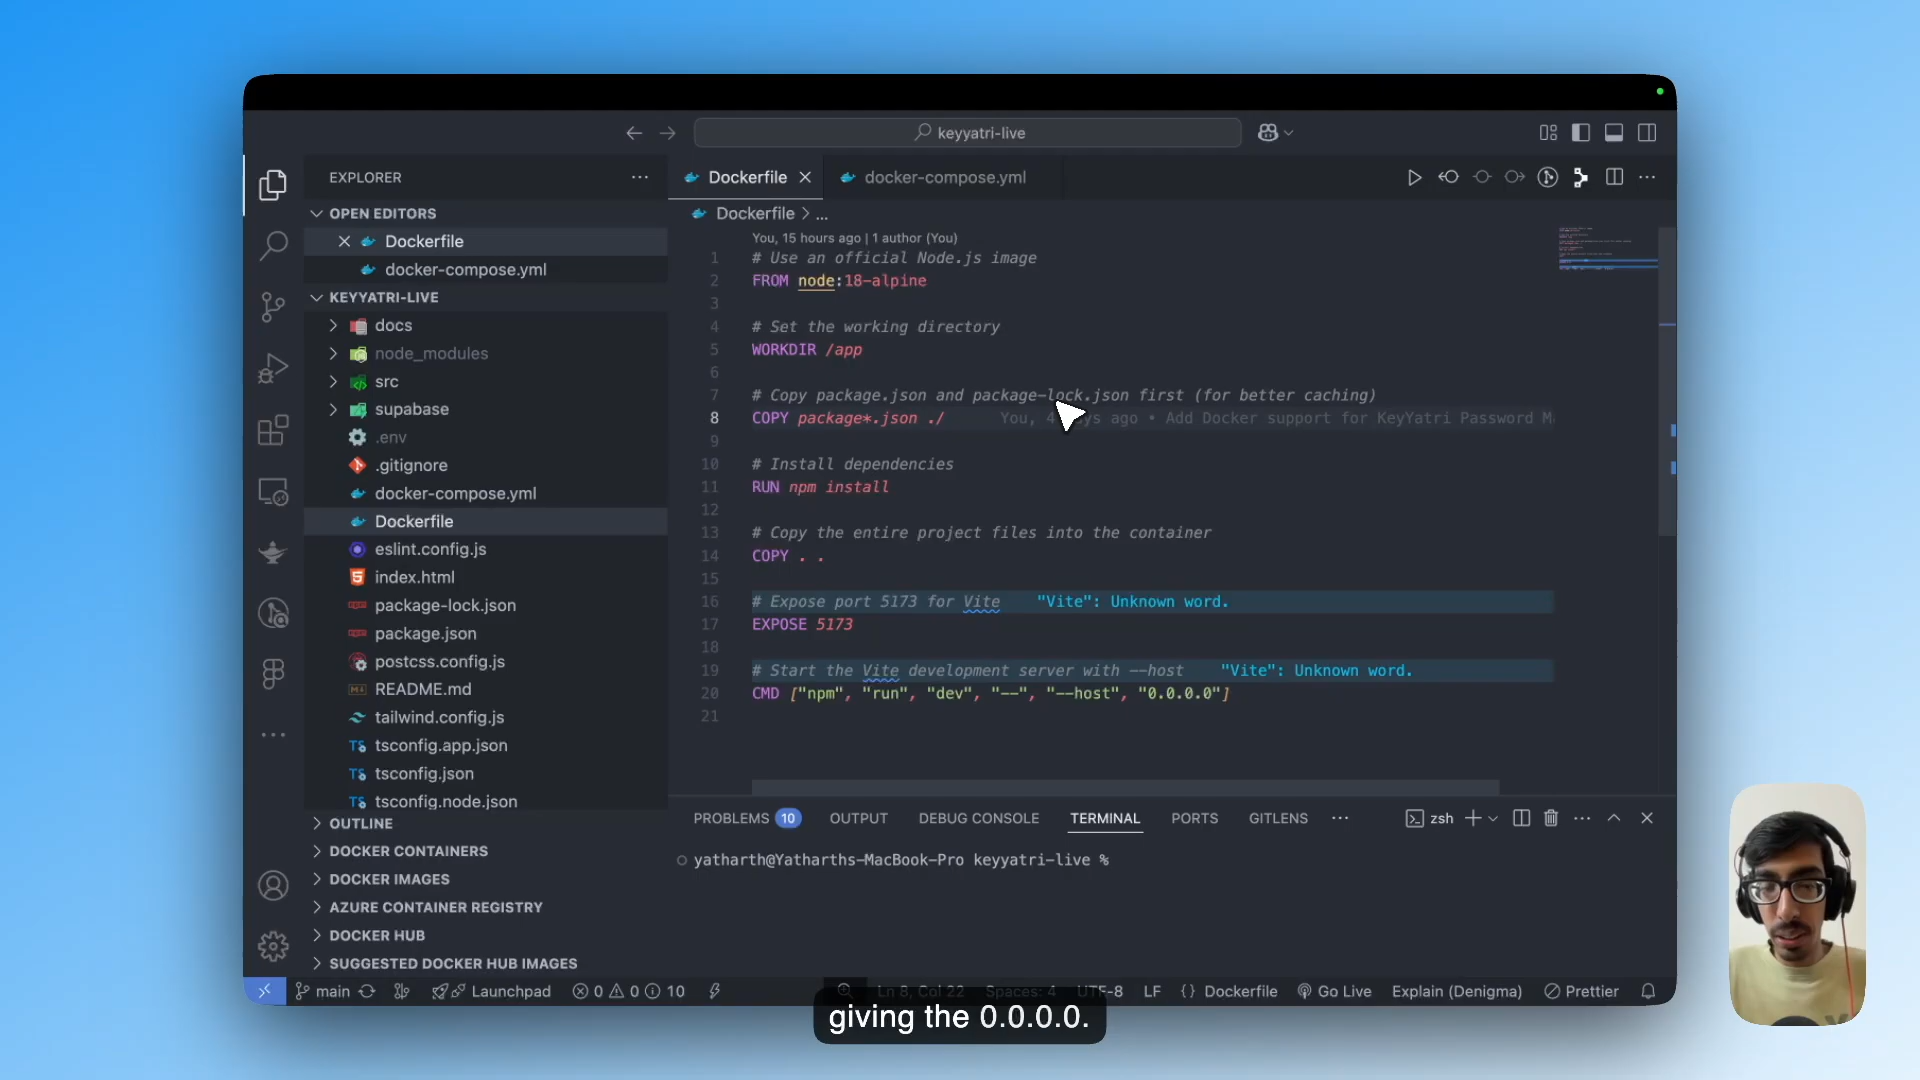 keyyatri-live
EXPLORER
OPEN EDITORS
Dockerfile
docker-compose.yml
KEYYATRI-LIVE
docs
node_modules
src
supabase
.env
.gitignore
docker-compose.yml
Dockerfile
eslint.config.js
index.html
package-lock.json
package.json
postcss.config.js
README.md
tailwind.config.js
tsconfig.app.json
tsconfig.json
tsconfig.node.json
OUTLINE
DOCKER CONTAINERS
DOCKER IMAGES
AZURE CONTAINER REGISTRY
DOCKER HUB
SUGGESTED DOCKER HUB IMAGES
Dockerfile
docker-compose.yml
Dockerfile > ...
You, 15 hours ago | 1 author (You)
1 # Use an official Node.js image
2 FROM node:18-alpine
3
4 # Set the working directory
5 WORKDIR /app
6
7 # Copy package.json and package-lock.json first (for better caching)
8 COPY package*.json ./ You, 4 ys ago • Add Docker support for KeyYatri Password M
9
10 # Install dependencies
11 RUN npm install
12
13 # Copy the entire project files into the container
14 COPY . .
15
16 # Expose port 5173 for Vite "Vite": Unknown word.
17 EXPOSE 5173
18
19 # Start the Vite development server with --host "Vite": Unknown word.
20 CMD ["npm", "run", "dev", "--", "--host", "0.0.0.0"]
21
PROBLEMS 10 OUTPUT DEBUG CONSOLE TERMINAL PORTS GITLENS
zsh
yatharth@Yatharths-MacBook-Pro keyyatri-live %
main Launchpad 0 0 10 Ln 8, Col 22 Spaces: 4 UTF-8 LF {} Dockerfile Go Live Explain (Denigma) Prettier
giving the 0.0.0.0.